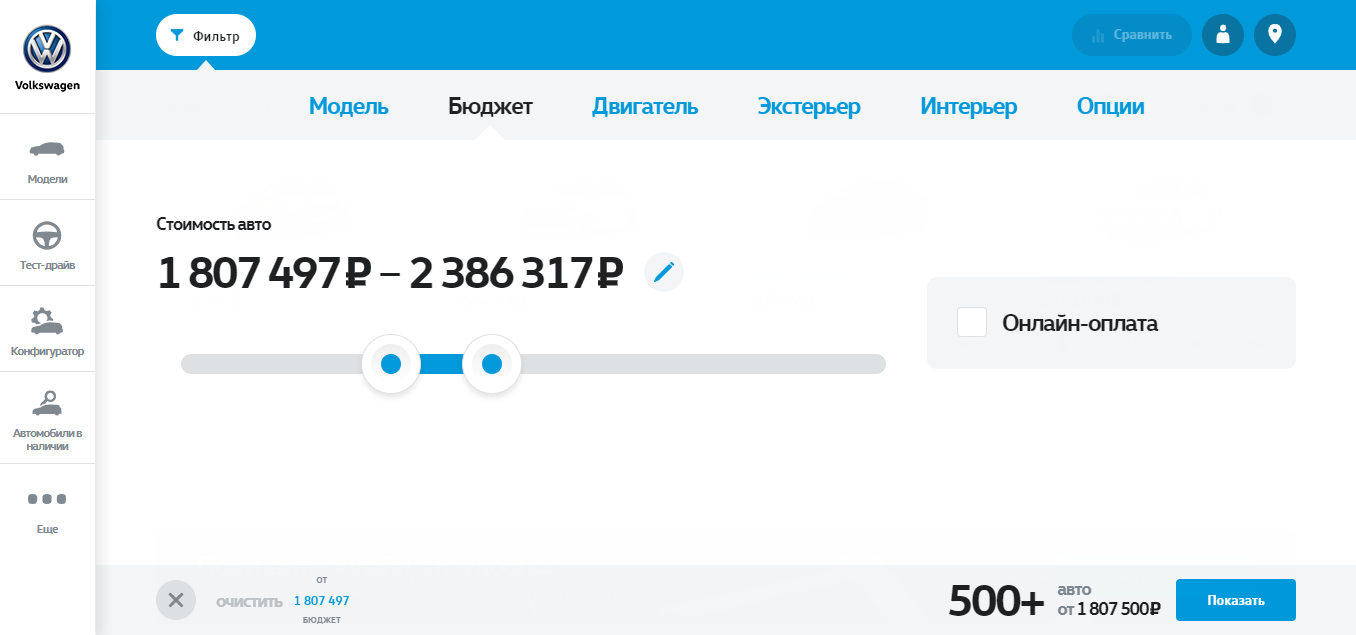 Volkswagen
Модели
Тест-драйв
Конфигуратор
Автомобили в
наличии
Еще
Фильтр
Сравнить
Модель Бюджет Двигатель Экстерьер Интерьер Опции
Стоимость авто
1 807 497 ₽ – 2 386 317 ₽
Онлайн-оплата
ОЧИСТИТЬ
ОТ
1 807 497
БЮДЖЕТ
500+
авто
от 1 807 500 ₽
Показать